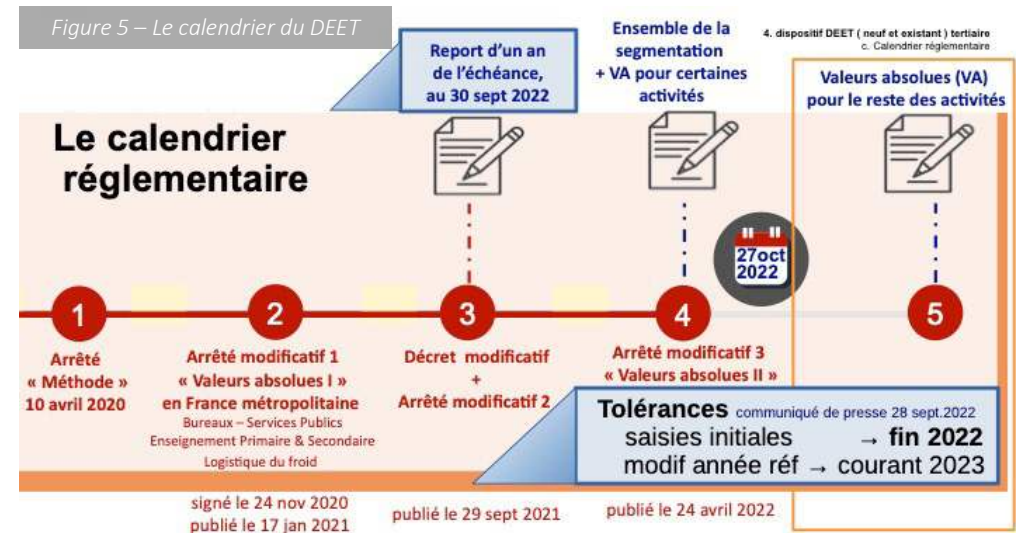 Figure 5 – Le calendrier du DEET
4. dispositif DEET ( neuf et existant ) tertiaire
c. Calendrier réglementaire
Report d'un an
de l'échéance,
au 30 sept 2022
Ensemble de la
segmentation
+ VA pour certaines
activités
Valeurs absolues (VA)
pour le reste des activités
Le calendrier
réglementaire
27oct
2022
1
2
3
4
5
Arrêté
« Méthode »
10 avril 2020
Arrêté modificatif 1
« Valeurs absolues I »
en France métropolitaine
Bureaux – Services Publics
Enseignement Primaire & Secondaire
Logistique du froid
signé le 24 nov 2020
publié le 17 jan 2021
Décret modificatif
+
Arrêté modificatif 2
publié le 29 sept 2021
Arrêté modificatif 3
« Valeurs absolues II »
publié le 24 avril 2022
Tolérances communiqué de presse 28 sept.2022
saisies initiales → fin 2022
modif année réf → courant 2023